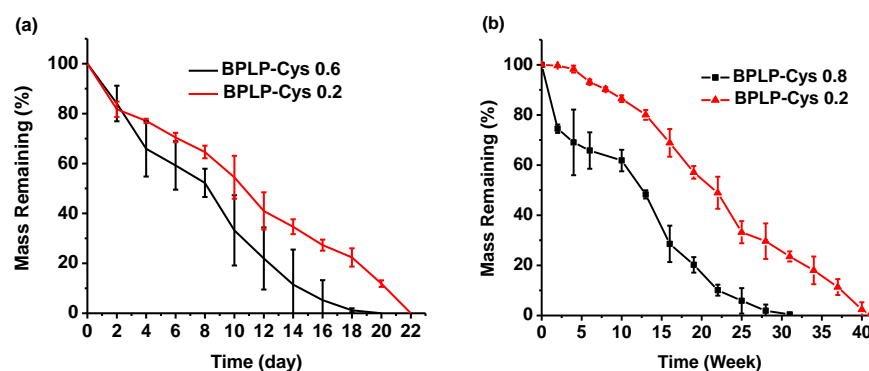 (a)
BPLP-Cys 0.6
BPLP-Cys 0.2
Mass Remaining (%)
100
80
60
40
20
0
0 2 4 6 8 10 12 14 16 18 20 22
Time (day)
(b)
BPLP-Cys 0.8
BPLP-Cys 0.2
Mass Remaining (%)
100
80
60
40
20
0
0 5 10 15 20 25 30 35 40
Time (Week)